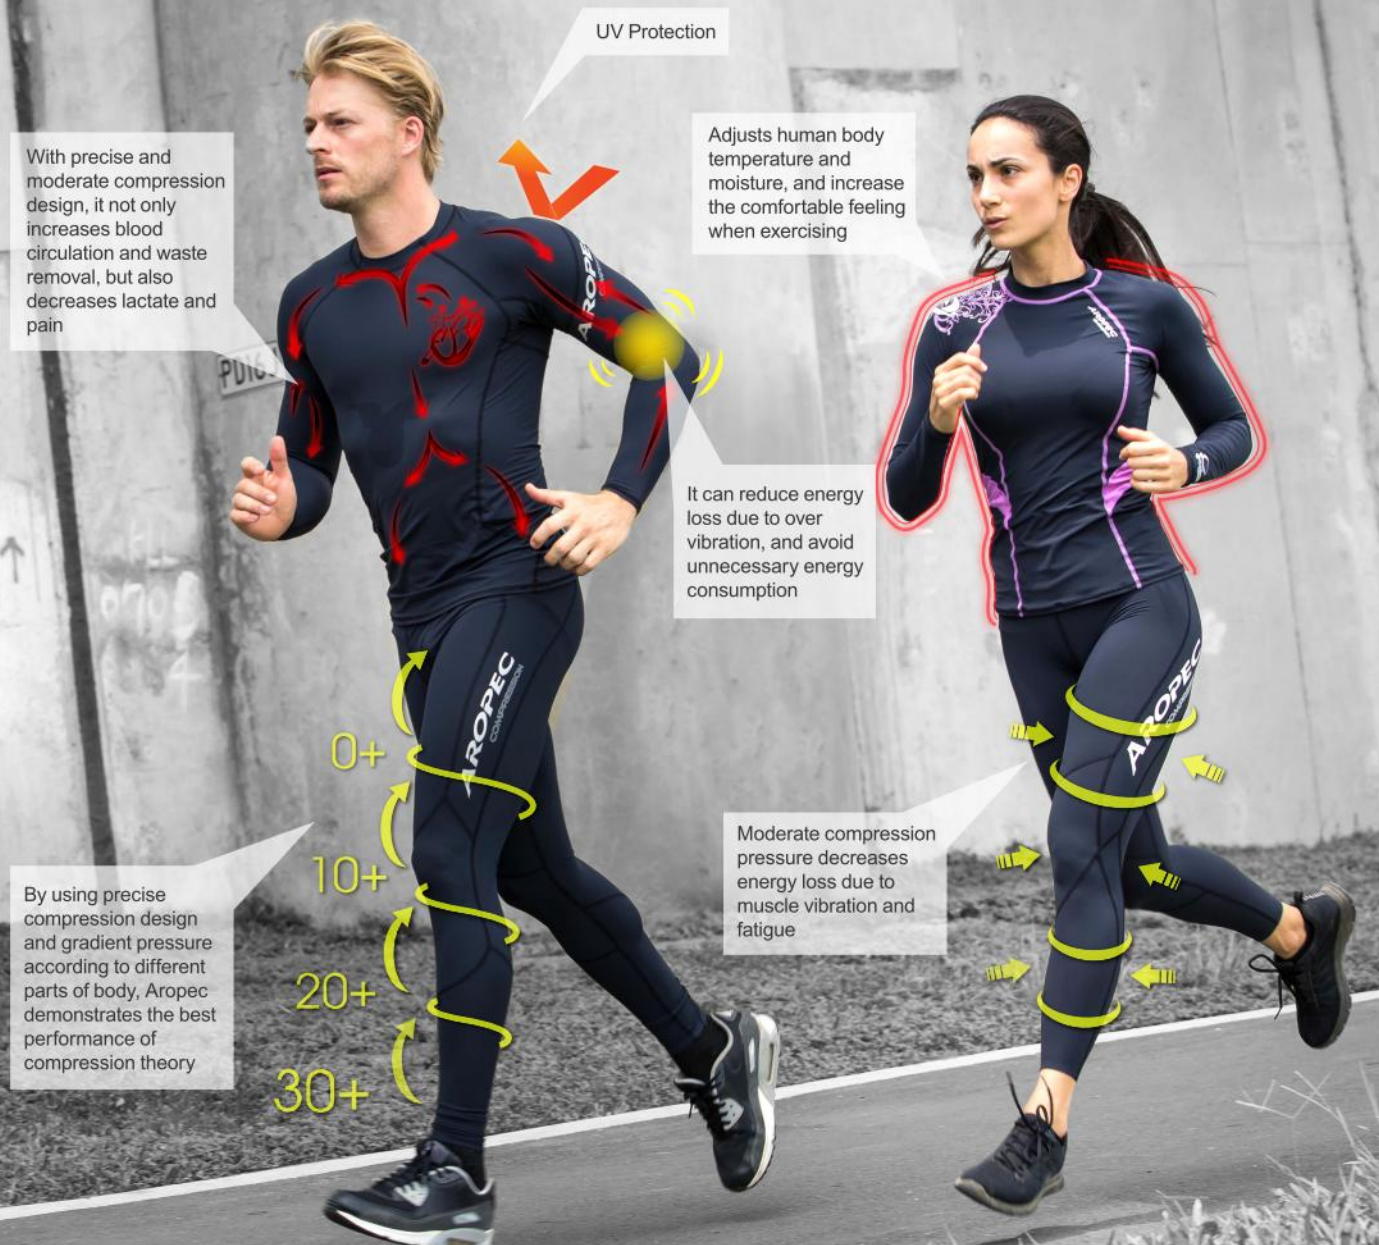 UV Protection
With precise and
moderate compression
design, it not only
increases blood
circulation and waste
removal, but also
decreases lactate and
pain
Adjusts human body
temperature and
moisture, and increase
the comfortable feeling
when exercising
AROPEC
It can reduce energy
loss due to over
vibration, and avoid
unnecessary energy
consumption
AROPEC
COMPRESSION
AROPEC
0+
10+
20+
30+
Moderate compression
pressure decreases
energy loss due to
muscle vibration and
fatigue
By using precise
compression design
and gradient pressure
according to different
parts of body, Aropec
demonstrates the best
performance of
compression theory